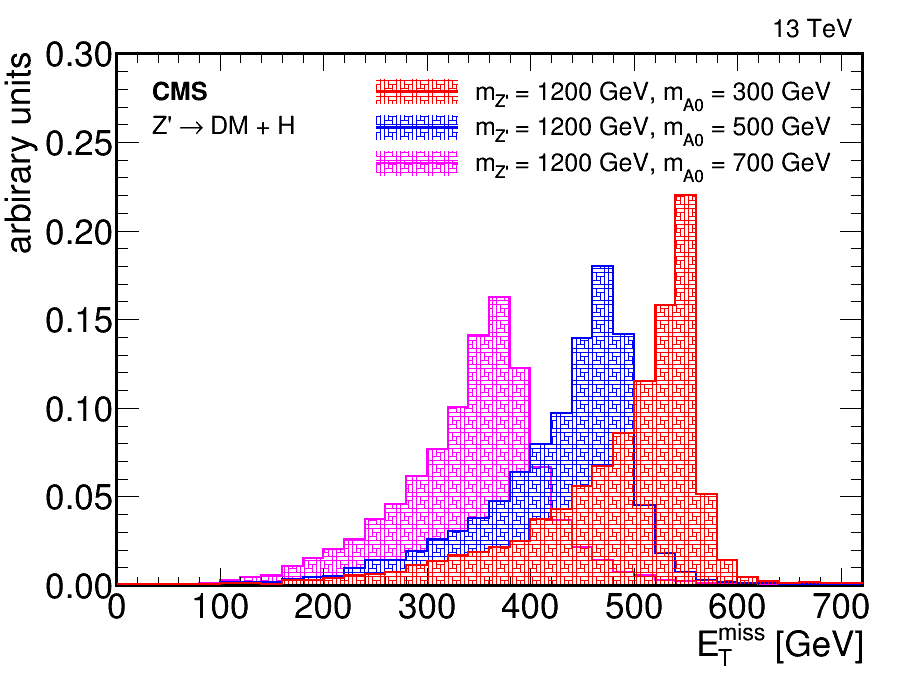 13 TeV
CMS
Z' → DM + H
m_Z' = 1200 GeV, m_A0 = 300 GeV
m_Z' = 1200 GeV, m_A0 = 500 GeV
m_Z' = 1200 GeV, m_A0 = 700 GeV
arbirary units
0.30
0.25
0.20
0.15
0.10
0.05
0.00
0 100 200 300 400 500 600 700
E_T^miss [GeV]